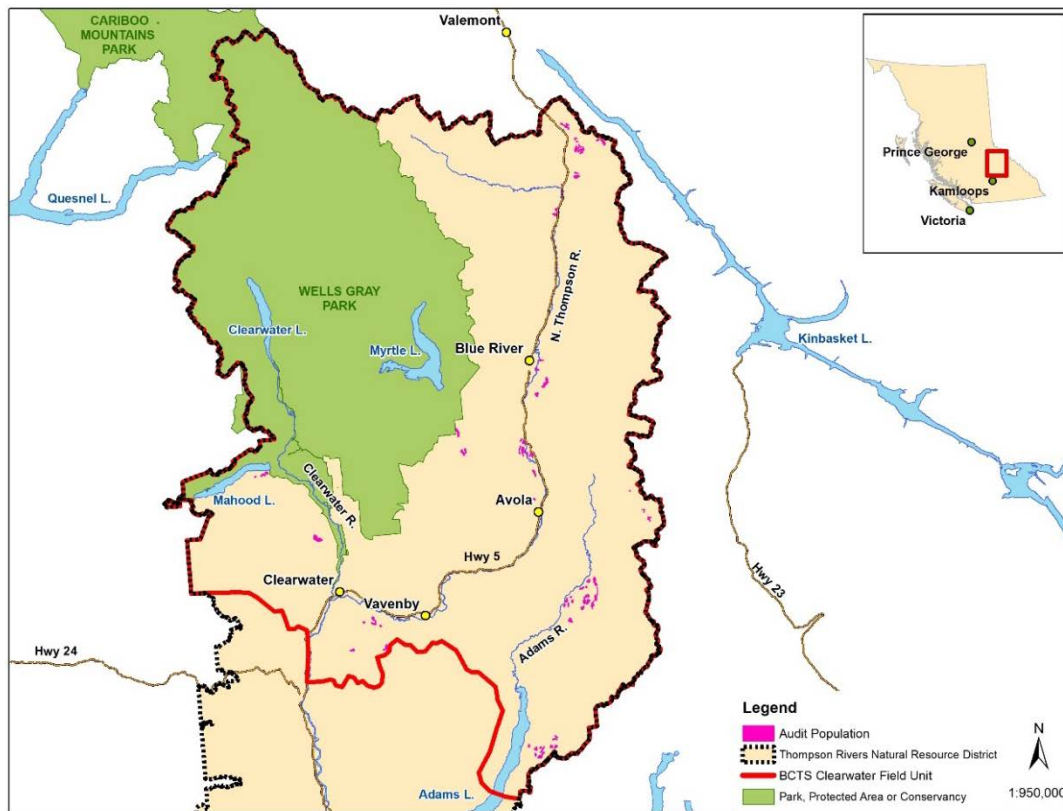 CARIBOO
MOUNTAINS
PARK
Valemont
Quesnel L.
Prince George
Kamloops
Victoria
WELLS GRAY
PARK
Clearwater L.
Myrtle L.
N. Thompson R.
Blue River
Kinbasket L.
Mahood L.
Clearwater R.
Avola
Hwy 5
Clearwater
Vavenby
Hwy 23
Adams R.
Hwy 24
Adams L.
Legend
Audit Population
Thompson Rivers Natural Resource District
BCTS Clearwater Field Unit
Park, Protected Area or Conservancy
N
1:950,000